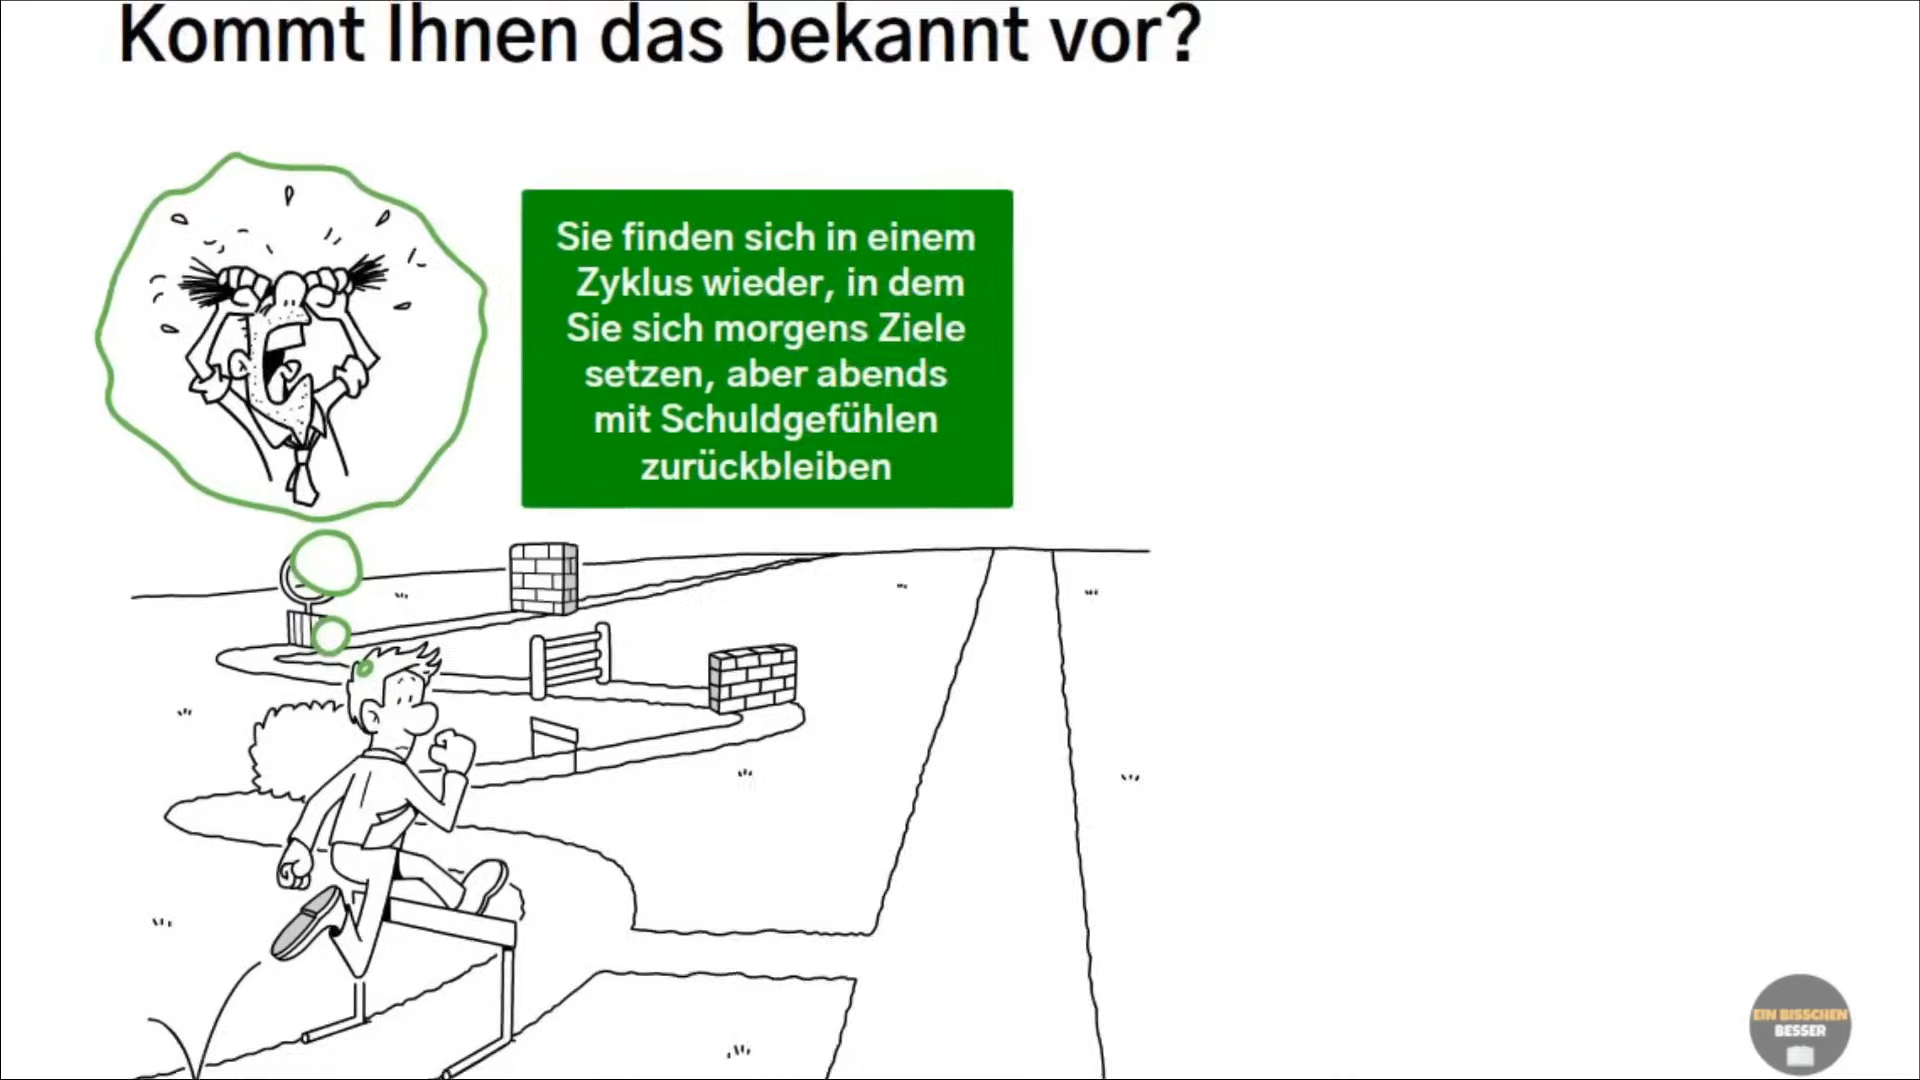 Kommt Ihnen das bekannt vor?
Sie finden sich in einem
Zyklus wieder, in dem
Sie sich morgens Ziele
setzen, aber abends
mit Schuldgefühlen
zurückbleiben
EIN BISSCHEN
BESSER